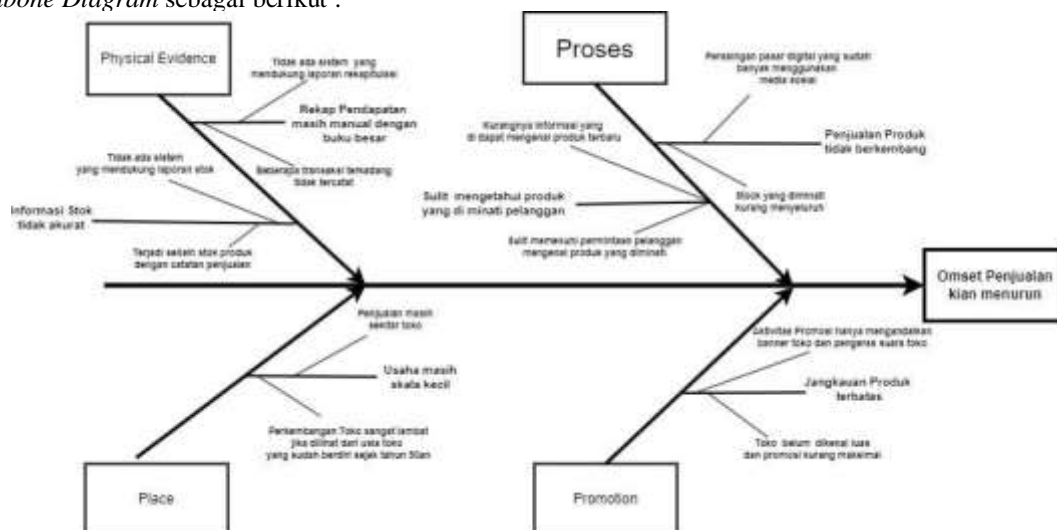 Fishbone Diagram sebagai berikut :
Physical Evidence
Tidak ada sistem yang
mendukung laporan rekapitulasi
Rekap Pendapatan
masih manual dengan
buku besar
Beberapa transaksi terkadang
tidak tercatat
Tidak ada sistem
yang mendukung laporan stok
Informasi Stok
tidak akurat
Terjadi selisih stok produk
dengan catatan penjualan
Proses
Persaingan pasar digital yang sudah
banyak menggunakan
media sosial
Penjualan Produk
tidak berkembang
Stock yang diminati
kurang menyeluruh
Kurangnya informasi yang
di dapat mengenai produk terbaru
Sulit mengetahui produk
yang di minati pelanggan
Sulit memenuhi permintaan pelanggan
mengenai produk yang diminati
Omset Penjualan
kian menurun
Penjualan masih
sekitar toko
Usaha masih
skala kecil
Perkembangan Toko sangat lambat
jika dilihat dari usia toko
yang sudah berdiri sejak tahun
Place
Aktivitas Promosi hanya mengandalkan
banner toko dan pengeras suara toko
Jangkauan Produk
terbatas
Toko belum dikenal luas
dan promosi kurang maksimal
Promotion